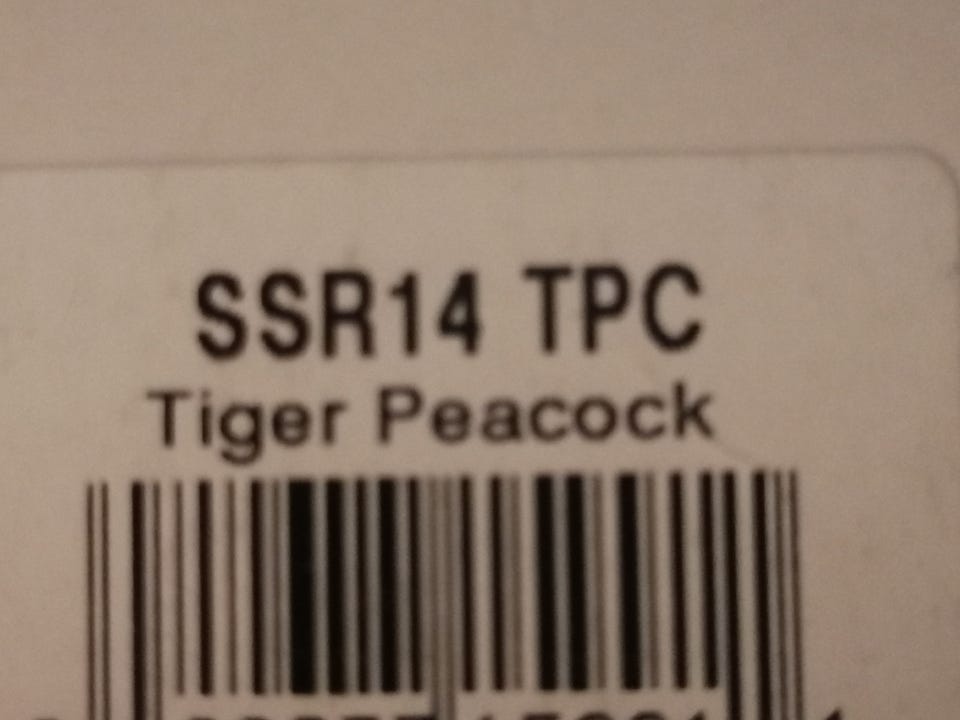 SSR14 TPC
Tiger Peacock